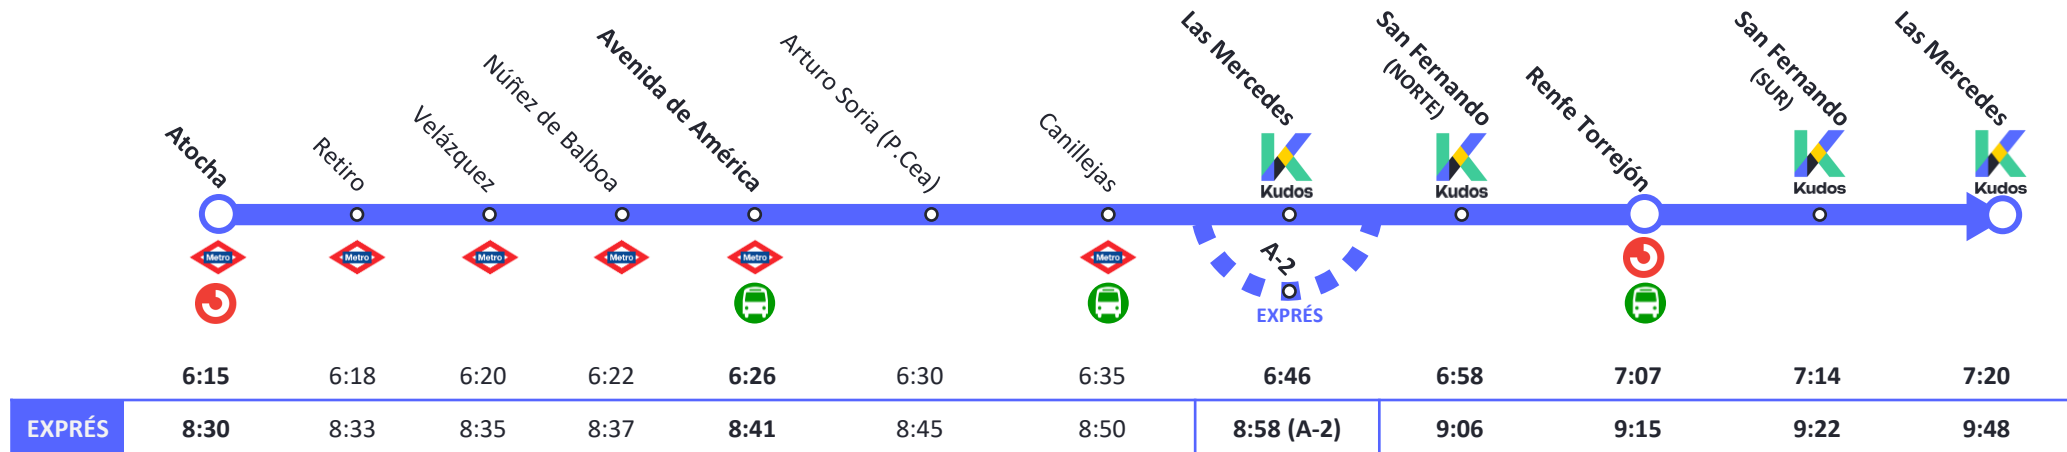 Atocha
Retiro
Velázquez
Núñez de Balboa
Avenida de América
Arturo Soria (P.Cea)
Canillejas
Las Mercedes
San Fernando
(NORTE)
Renfe Torrejón
San Fernando
(SUR)
Las Mercedes
Kudos
Kudos
Kudos
Kudos
Metro
Metro
Metro
Metro
Metro
Metro
A-2
EXPRÉS
6:15 6:18 6:20 6:22 6:26 6:30 6:35 6:46 6:58 7:07 7:14 7:20
EXPRÉS 8:30 8:33 8:35 8:37 8:41 8:45 8:50 8:58 (A-2) 9:06 9:15 9:22 9:48